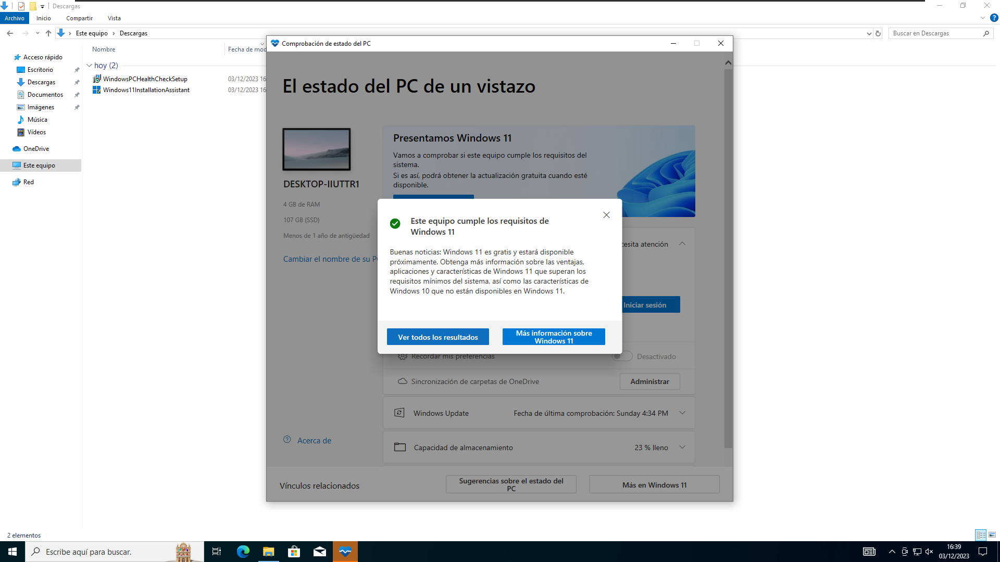 Descargas
Archivo
Inicio
Compartir
Vista
Este equipo
Descargas
Buscar en Descargas
Acceso rápido
Escritorio
Descargas
Documentos
Imágenes
Música
Vídeos
OneDrive
Este equipo
Red
Nombre
Fecha de mod
hoy (2)
WindowsPCHealthCheckSetup
03/12/2023 16
Windows11InstallationAssistant
03/12/2023 16
Comprobación de estado del PC
El estado del PC de un vistazo
DESKTOP-IIUTTR1
4 GB de RAM
107 GB (SSD)
Menos de 1 año de antigüedad
Cambiar el nombre de su P
Acerca de
Presentamos Windows 11
Vamos a comprobar si este equipo cumple los requisitos del
sistema.
Si es así, podrá obtener la actualización gratuita cuando esté
disponible.
cesita atención
Iniciar sesión
Este equipo cumple los requisitos de
Windows 11
Buenas noticias: Windows 11 es gratis y estará disponible
próximamente. Obtenga más información sobre las ventajas,
aplicaciones y características de Windows 11 que superan los
requisitos mínimos del sistema, así como las características de
Windows 10 que no están disponibles en Windows 11.
Ver todos los resultados
Más información sobre
Windows 11
Recordar mis preferencias
Desactivado
Sincronización de carpetas de OneDrive
Administrar
Windows Update
Fecha de última comprobación: Sunday 4:34 PM
Capacidad de almacenamiento
23 % lleno
Vínculos relacionados
Sugerencias sobre el estado del
PC
Más en Windows 11
2 elementos
Escribe aquí para buscar.
16:39
03/12/2023